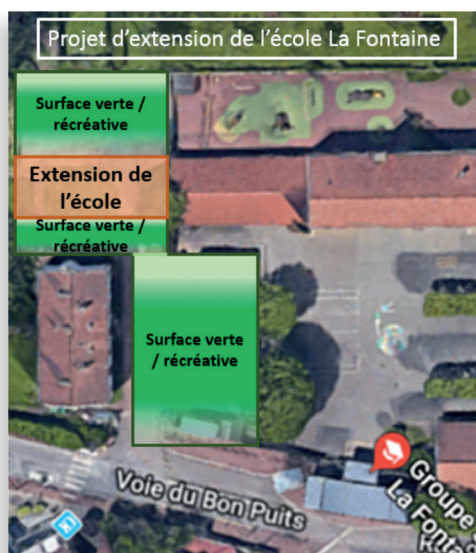 Projet d’extension de l’école La Fontaine
Surface verte /
récréative
Extension de
l’école
Surface verte /
récréative
Surface verte
/ récréative
Voie du Bon Puits
Groupe
La Font